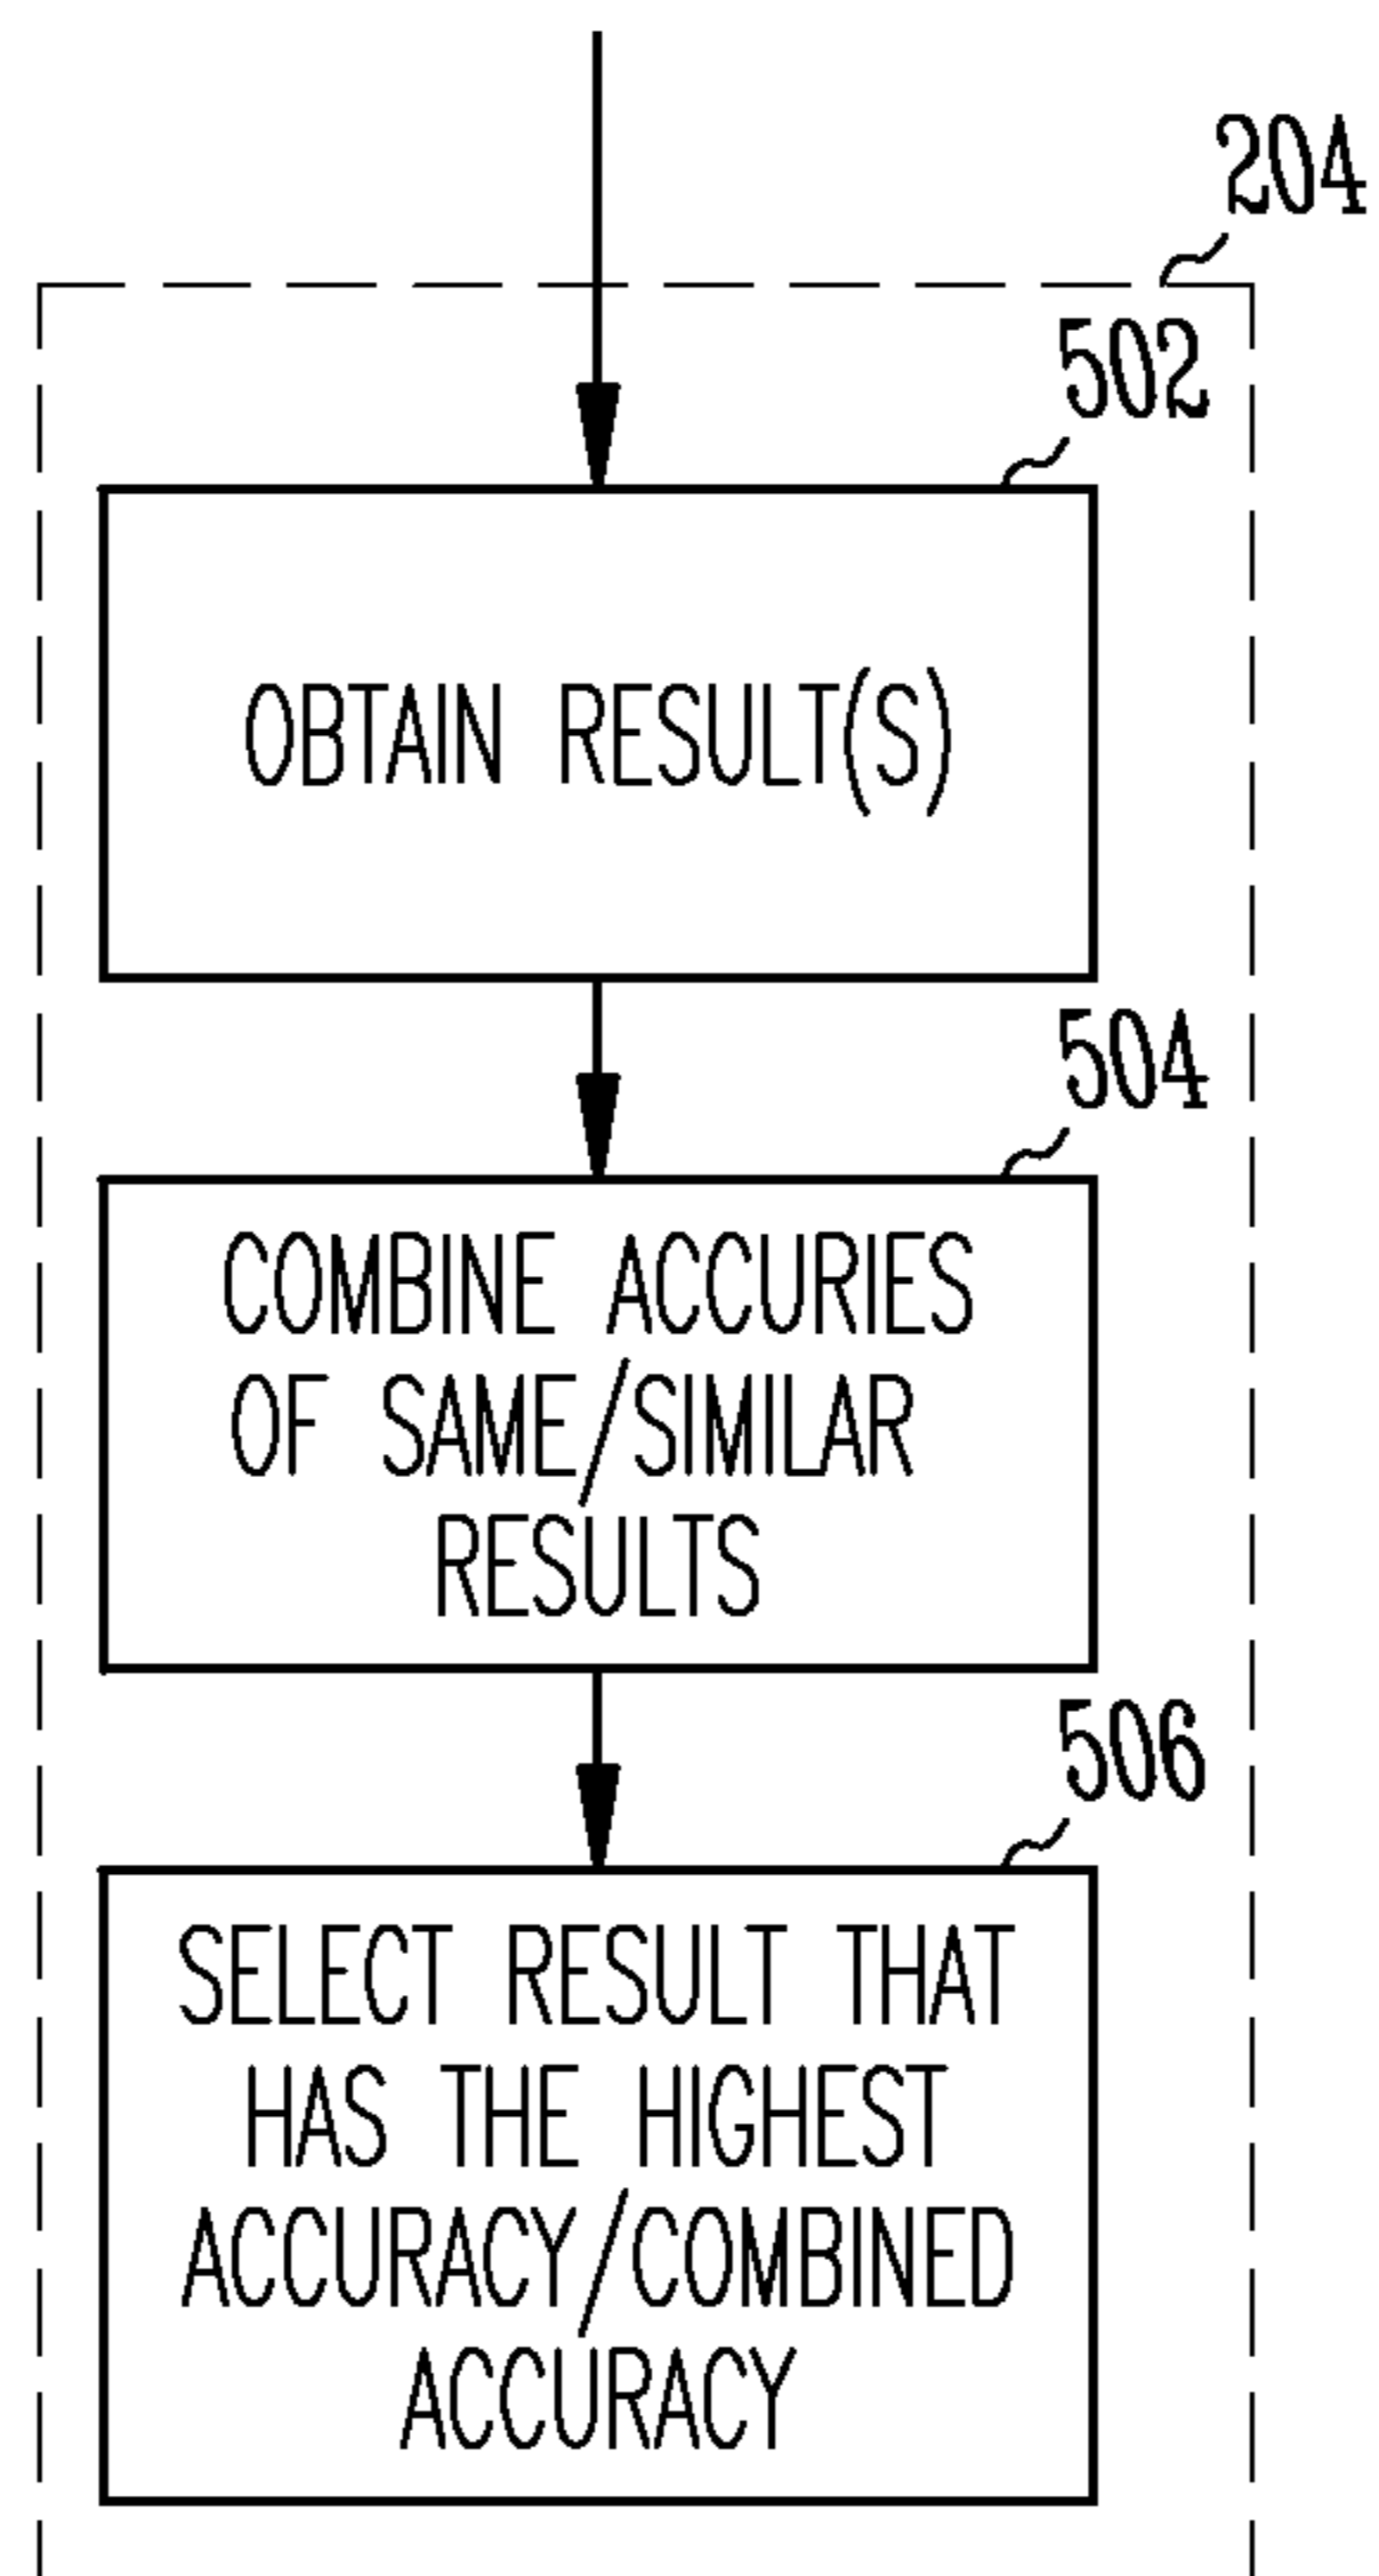 204
502
OBTAIN RESULT(S)
504
COMBINE ACCURIES
OF SAME/SIMILAR
RESULTS
506
SELECT RESULT THAT
HAS THE HIGHEST
ACCURACY/COMBINED
ACCURACY